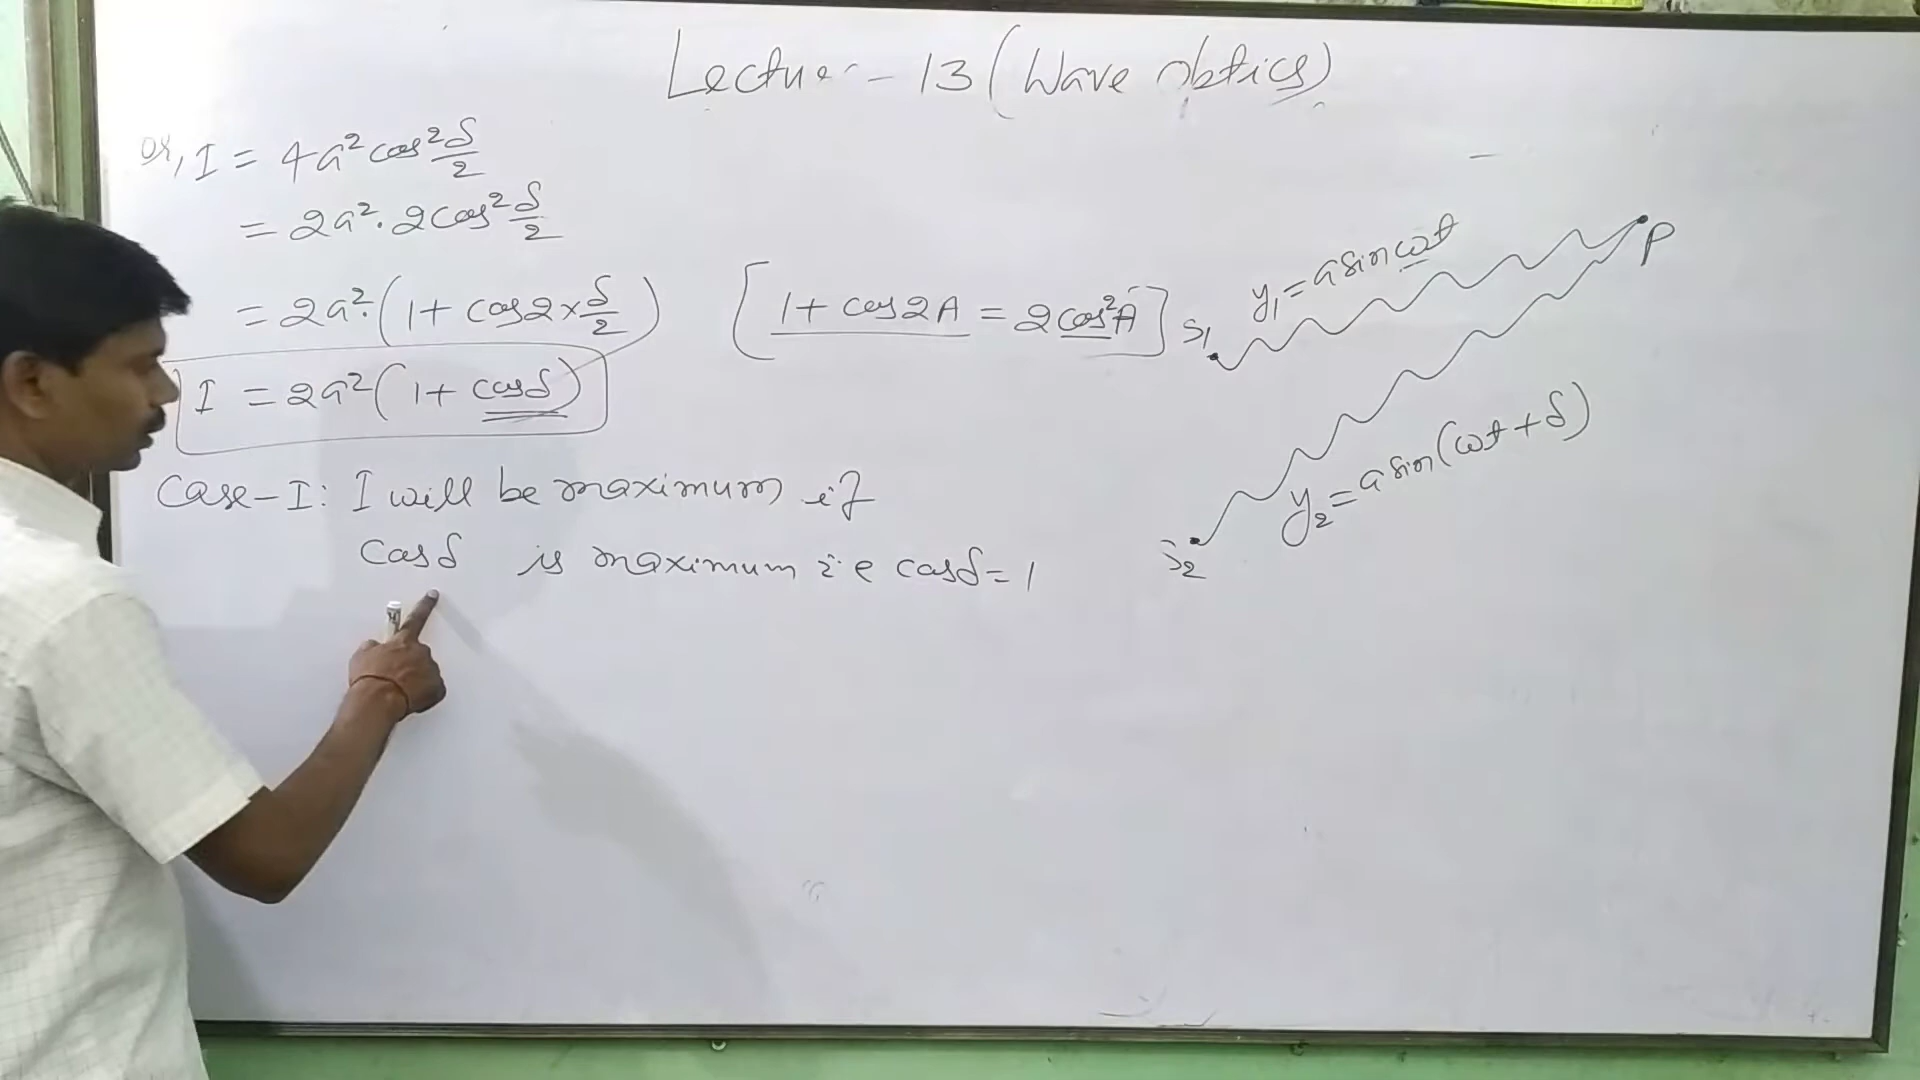 Lecture - 13 (Wave optics)
or, I = 4a² cos² δ/2
= 2a². 2cos² δ/2
= 2a². (1 + cos2×δ/2) [1 + cos2A = 2cos²A]
I = 2a² (1 + cosδ)
Case-I: I will be maximum if
cosδ is maximum i.e cosδ = 1
y₁ = a sin ωt
P
S₁
y₂ = a sin(ωt + δ)
S₂